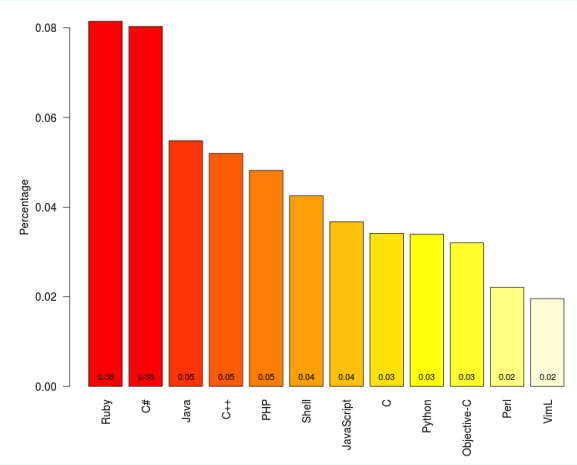 Percentage
0.08
0.06
0.04
0.02
0.00
0.08 0.08 0.05 0.05 0.05 0.04 0.04 0.03 0.03 0.03 0.02 0.02
Ruby C# Java C++ PHP Shell JavaScript C Python Objective-C Perl VimL